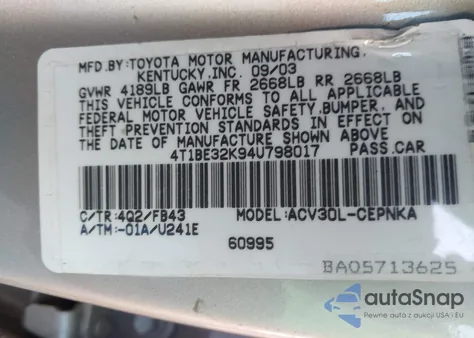 MFD.BY:TOYOTA MOTOR MANUFACTURING,
KENTUCKY,INC. 09/03
GVWR 4189LB GAWR FR 2668LB RR 2668LB
THIS VEHICLE CONFORMS TO ALL APPLICABLE
FEDERAL MOTOR VEHICLE SAFETY,BUMPER, AND
THEFT PREVENTION STANDARDS IN EFFECT ON
THE DATE OF MANUFACTURE SHOWN ABOVE
4T1BE32K94U798017 PASS.CAR
C/TR:4Q2/FB43 MODEL:ACV30L-CEPNKA
A/TM:-01A/U241E
60995
BA05713625
autoSnap
Pewne auta z aukcji USA i EU